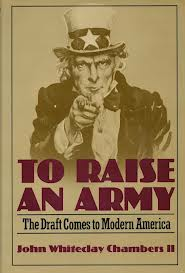 TO RAISE
AN ARMY
The Draft Comes to Modern America
John Whiteclay Chambers II